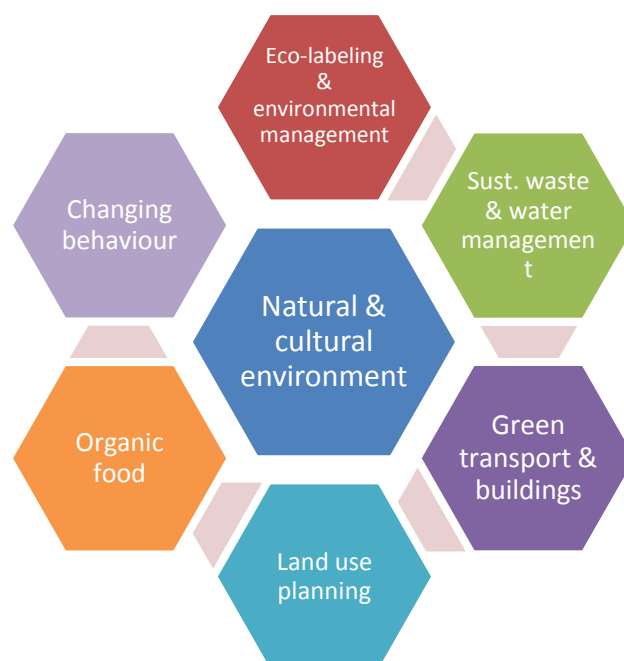 Eco-labeling
&
environmental
management
Sust. waste
& water
managemen
t
Changing
behaviour
Natural &
cultural
environment
Green
transport &
buildings
Organic
food
Land use
planning